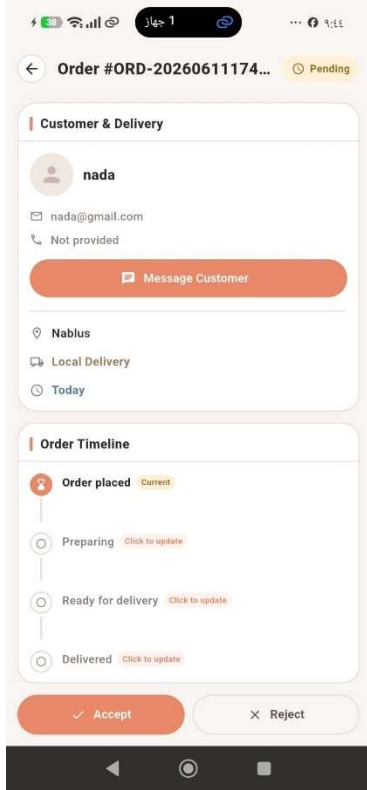 38
1 جهاز
٩:٤٤
Order #ORD-20260611174...
Pending
Customer & Delivery
nada
nada@gmail.com
Not provided
Message Customer
Nablus
Local Delivery
Today
Order Timeline
Order placed Current
Preparing Click to update
Ready for delivery Click to update
Delivered Click to update
Accept
Reject